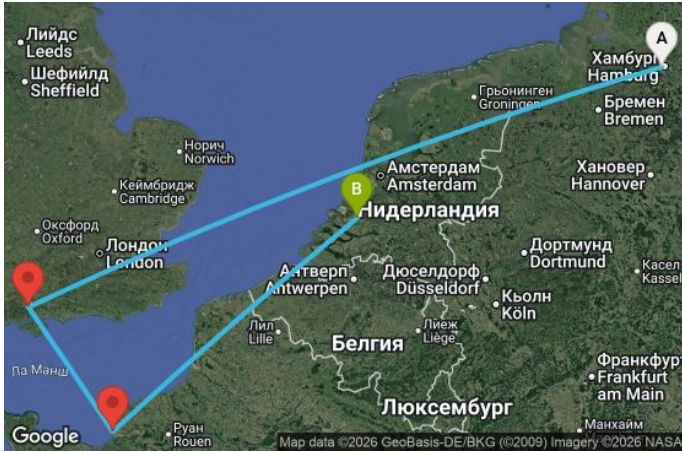 A
Лийдс
Leeds
Хамбург
Hamburg
Шефийлд
Sheffield
Грьонинген
Groningen
Бремен
Bremen
Норич
Norwich
Амстердам
Amsterdam
Хановер
Hannover
Кеймбридж
Cambridge
B
Нидерландия
Оксфорд
Oxford
Лондон
London
Дортмунд
Dortmund
Антверп
Antwerpen
Дюселдорф
Düsseldorf
Касел
Kassel
Кьолн
Köln
Лил
Lille
Лиеж
Liège
Белгия
Ла Манш
Франкфурт
Frankfurt
am Main
Люксембург
Руан
Rouen
Манхайм
Google
Map data ©2026 GeoBasis-DE/BKG (©2009) Imagery ©2026 NASA